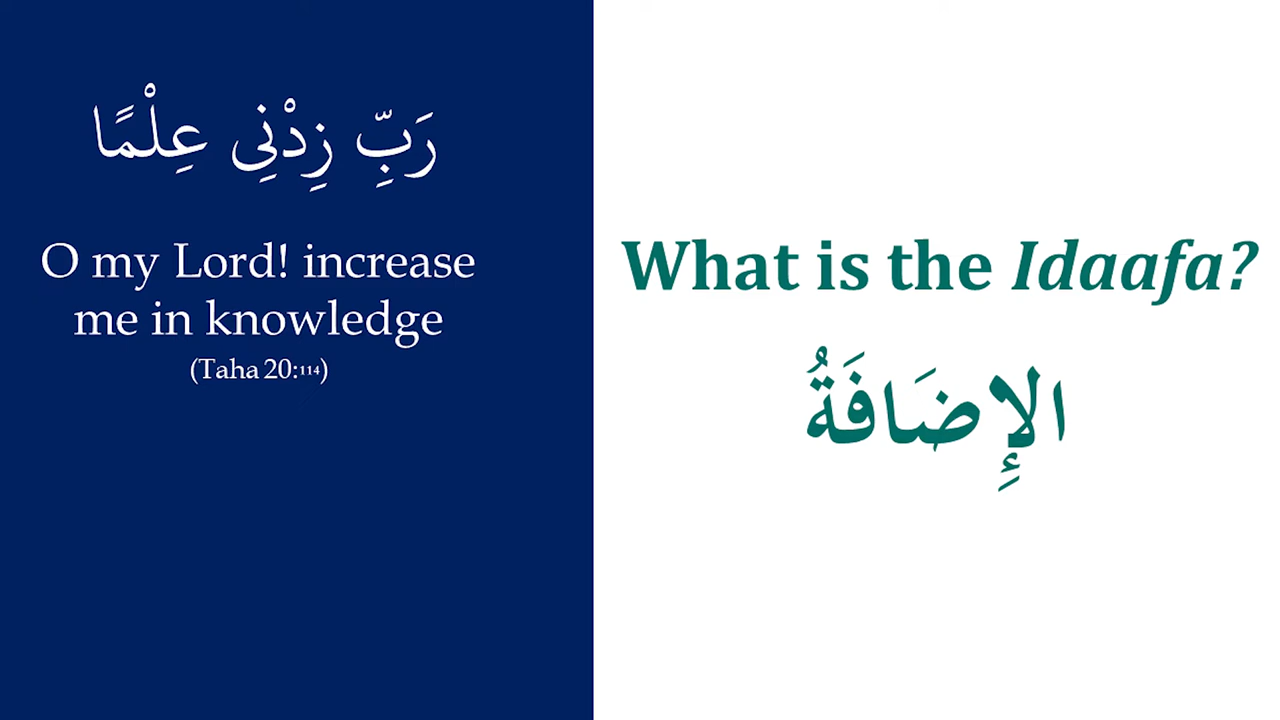 رَبِّ زِدْنِى عِلْمًا
O my Lord! increase
me in knowledge
(Taha 20:114)
What is the Idaafa?
الإِضَافَةُ